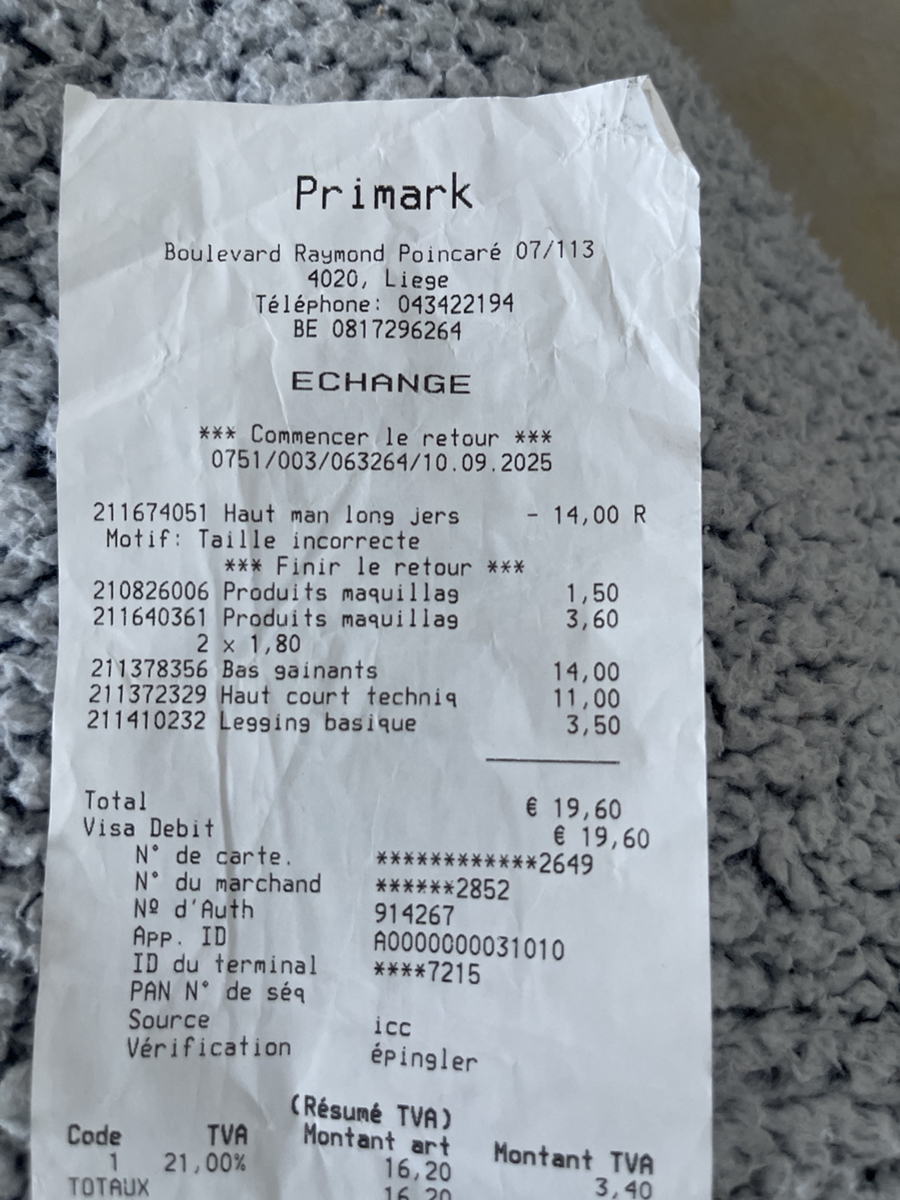 Primark
Boulevard Raymond Poincaré 07/113
4020, Liege
Téléphone: 043422194
BE 0817296264
ECHANGE
*** Commencer le retour ***
0751/003/063264/10.09.2025
211674051 Haut man long jers - 14,00 R
Motif: Taille incorrecte
*** Finir le retour ***
210826006 Produits maquillag 1,50
211640361 Produits maquillag 3,60
2 x 1,80
211378356 Bas gainants 14,00
211372329 Haut court techniq 11,00
211410232 Legging basique 3,50
Total € 19,60
Visa Debit € 19,60
N° de carte. ************2649
N° du marchand ******2852
Nº d'Auth 914267
App. ID A0000000031010
ID du terminal ****7215
PAN N° de séq
Source icc
Vérification épingler
(Résumé TVA)
Code TVA Montant art Montant TVA
1 21,00% 16,20 3,40
TOTAUX 16,20